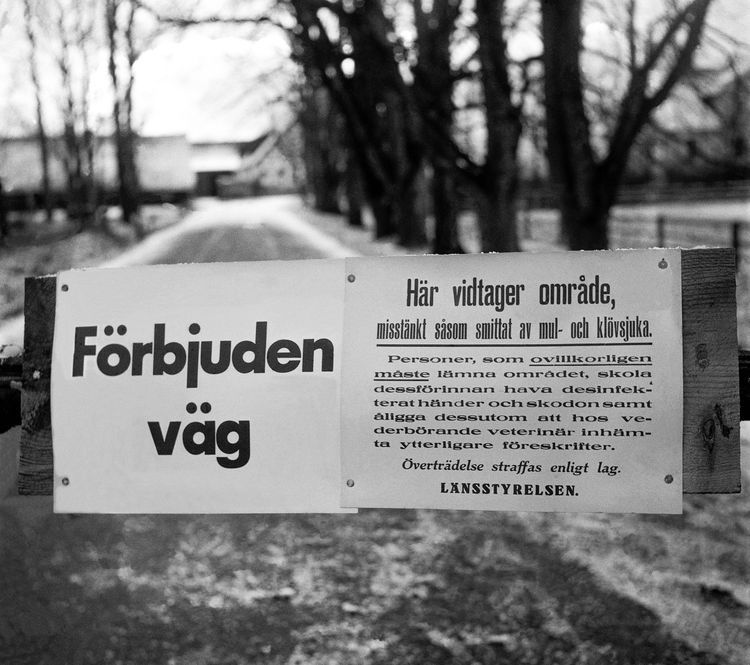 Förbjuden
väg
Här vidtager område,
misstänkt såsom smittat av mul- och klövsjuka.
Personer, som ovillkorligen
måste lämna området, skola
dessförinnan hava desinfek-
terat händer och skodon samt
åligga dessutom att hos ve-
derbörande veterinär inhäm-
ta ytterligare föreskrifter.
Överträdelse straffas enligt lag.
LÄNSSTYRELSEN.